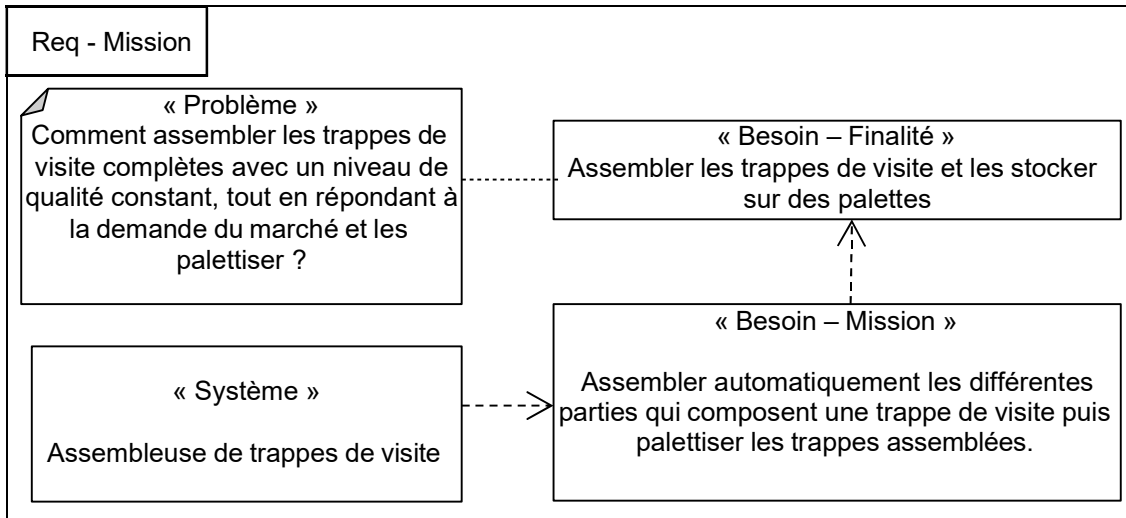 Req - Mission
« Problème »
Comment assembler les trappes de
visite complètes avec un niveau de
qualité constant, tout en répondant à
la demande du marché et les
palettiser ?
« Besoin – Finalité »
Assembler les trappes de visite et les stocker
sur des palettes
« Système »
Assembleuse de trappes de visite
« Besoin – Mission »
Assembler automatiquement les différentes
parties qui composent une trappe de visite puis
palettiser les trappes assemblées.